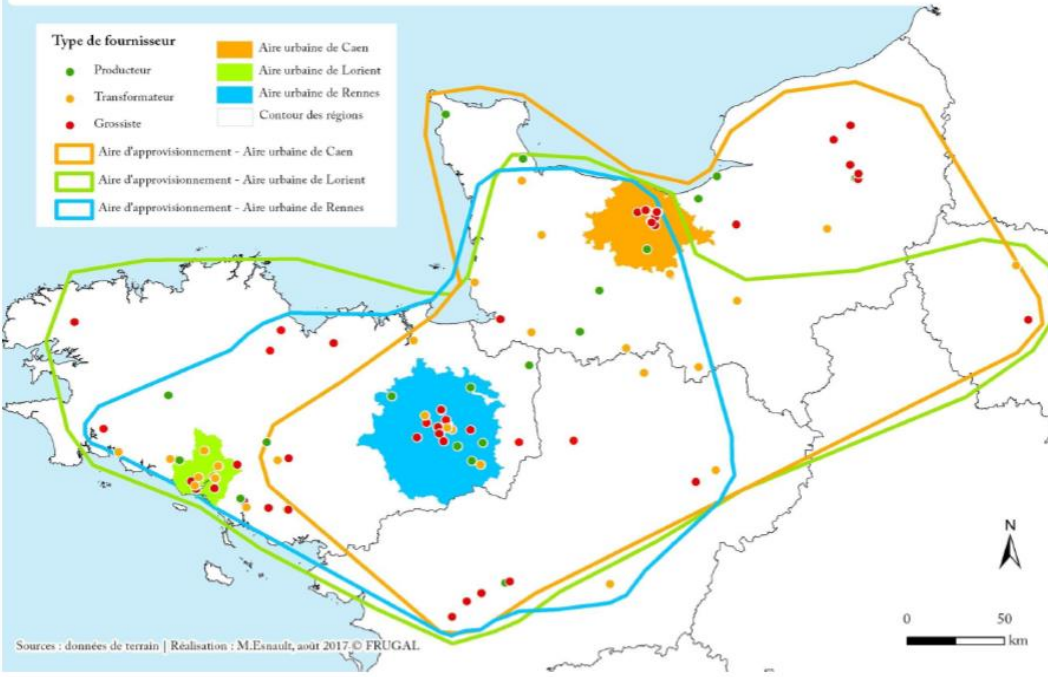 Type de fournisseur
Producteur
Transformateur
Grossiste
Aire urbaine de Caen
Aire urbaine de Lorient
Aire urbaine de Rennes
Contour des régions
Aire d'approvisionnement - Aire urbaine de Caen
Aire d'approvisionnement - Aire urbaine de Lorient
Aire d'approvisionnement - Aire urbaine de Rennes
N
0 50
km
Sources : données de terrain | Réalisation : M.Esnault, août 2017 © FRUGAL